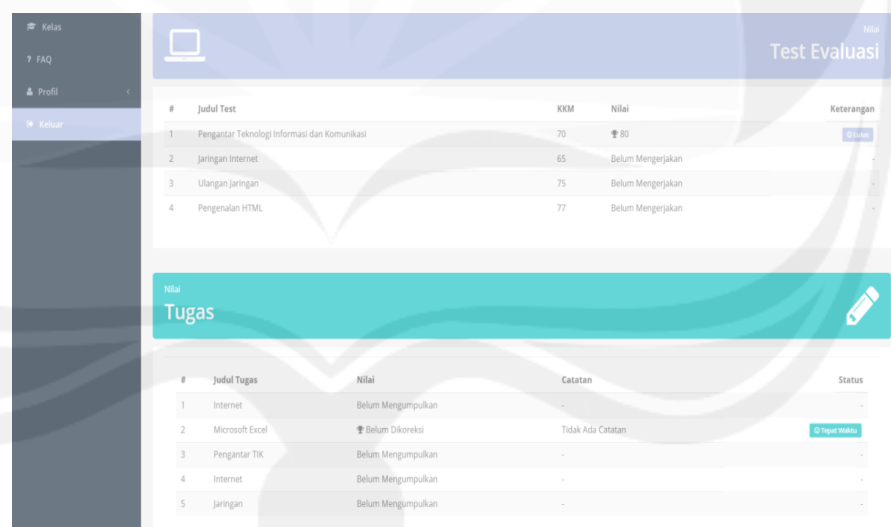 Kelas
? FAQ
Profil <
Keluar
Nilai
Test Evaluasi
# Judul Test KKM Nilai Keterangan
1 Pengantar Teknologi Informasi dan Komunikasi 70 80 Lulus
2 Jaringan Internet 65 Belum Mengerjakan -
3 Ulangan Jaringan 75 Belum Mengerjakan -
4 Pengenalan HTML 77 Belum Mengerjakan -
Nilai
Tugas
# Judul Tugas Nilai Catatan Status
1 Internet Belum Mengumpulkan - -
2 Microsoft Excel Belum Dikoreksi Tidak Ada Catatan Tepat Waktu
3 Pengantar TIK Belum Mengumpulkan - -
4 Internet Belum Mengumpulkan - -
5 Jaringan Belum Mengumpulkan - -